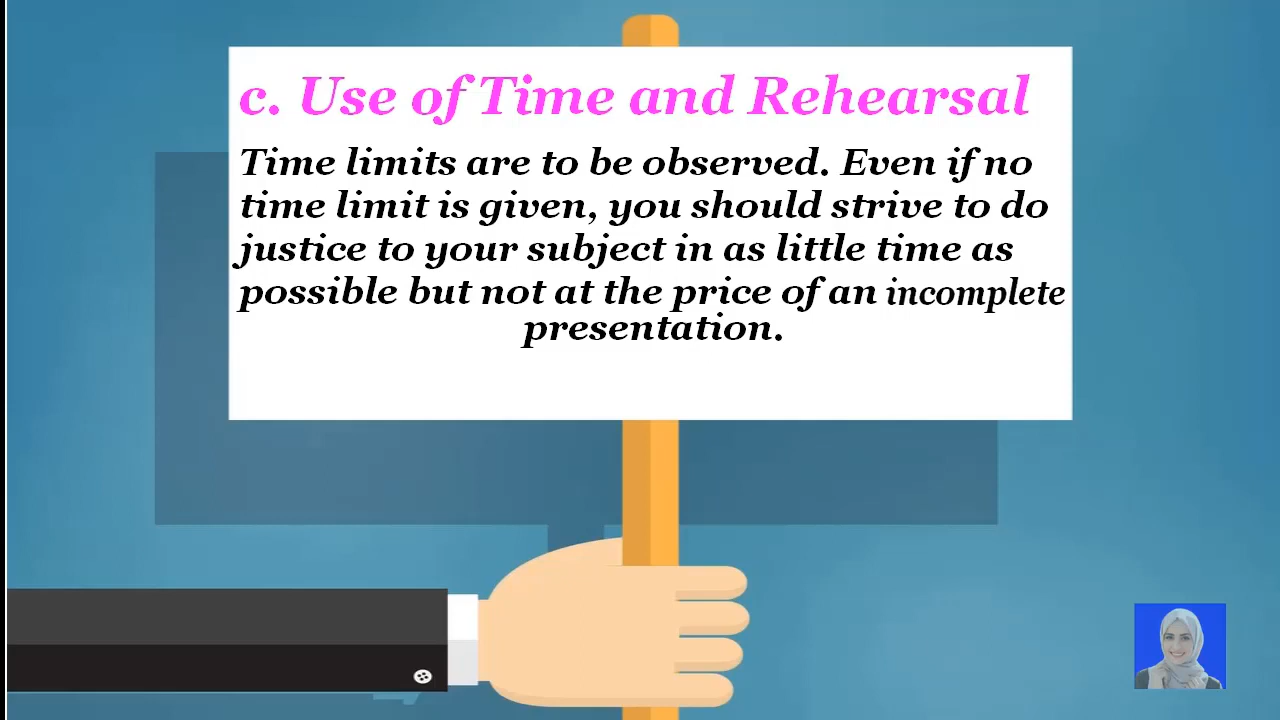 c. Use of Time and Rehearsal
Time limits are to be observed. Even if no
time limit is given, you should strive to do
justice to your subject in as little time as
possible but not at the price of an incomplete
presentation.